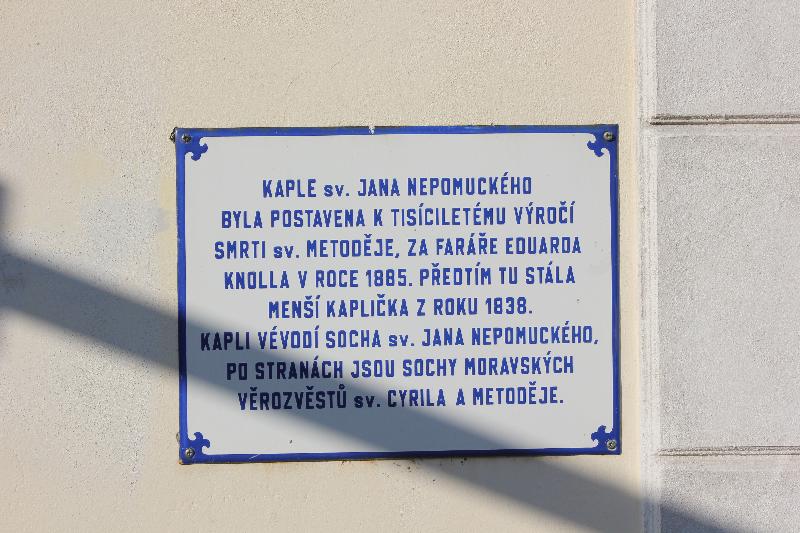 KAPLE sv. JANA NEPOMUCKÉHO
BYLA POSTAVENA K TISÍCILETÉMU VÝROČÍ
SMRTI sv. METODĚJE, ZA FARÁŘE EDUARDA
KNOLLA V ROCE 1885. PŘEDTÍM TU STÁLA
MENŠÍ KAPLIČKA Z ROKU 1838.
KAPLI VÉVODÍ SOCHA sv. JANA NEPOMUCKÉHO,
PO STRANÁCH JSOU SOCHY MORAVSKÝCH
VĚROZVĚSTŮ sv. CYRILA A METODĚJE.